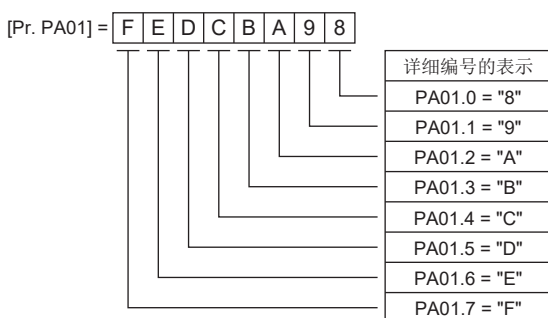 [Pr. PA01] = F E D C B A 9 8
详细编号的表示
PA01.0 = "8"
PA01.1 = "9"
PA01.2 = "A"
PA01.3 = "B"
PA01.4 = "C"
PA01.5 = "D"
PA01.6 = "E"
PA01.7 = "F"